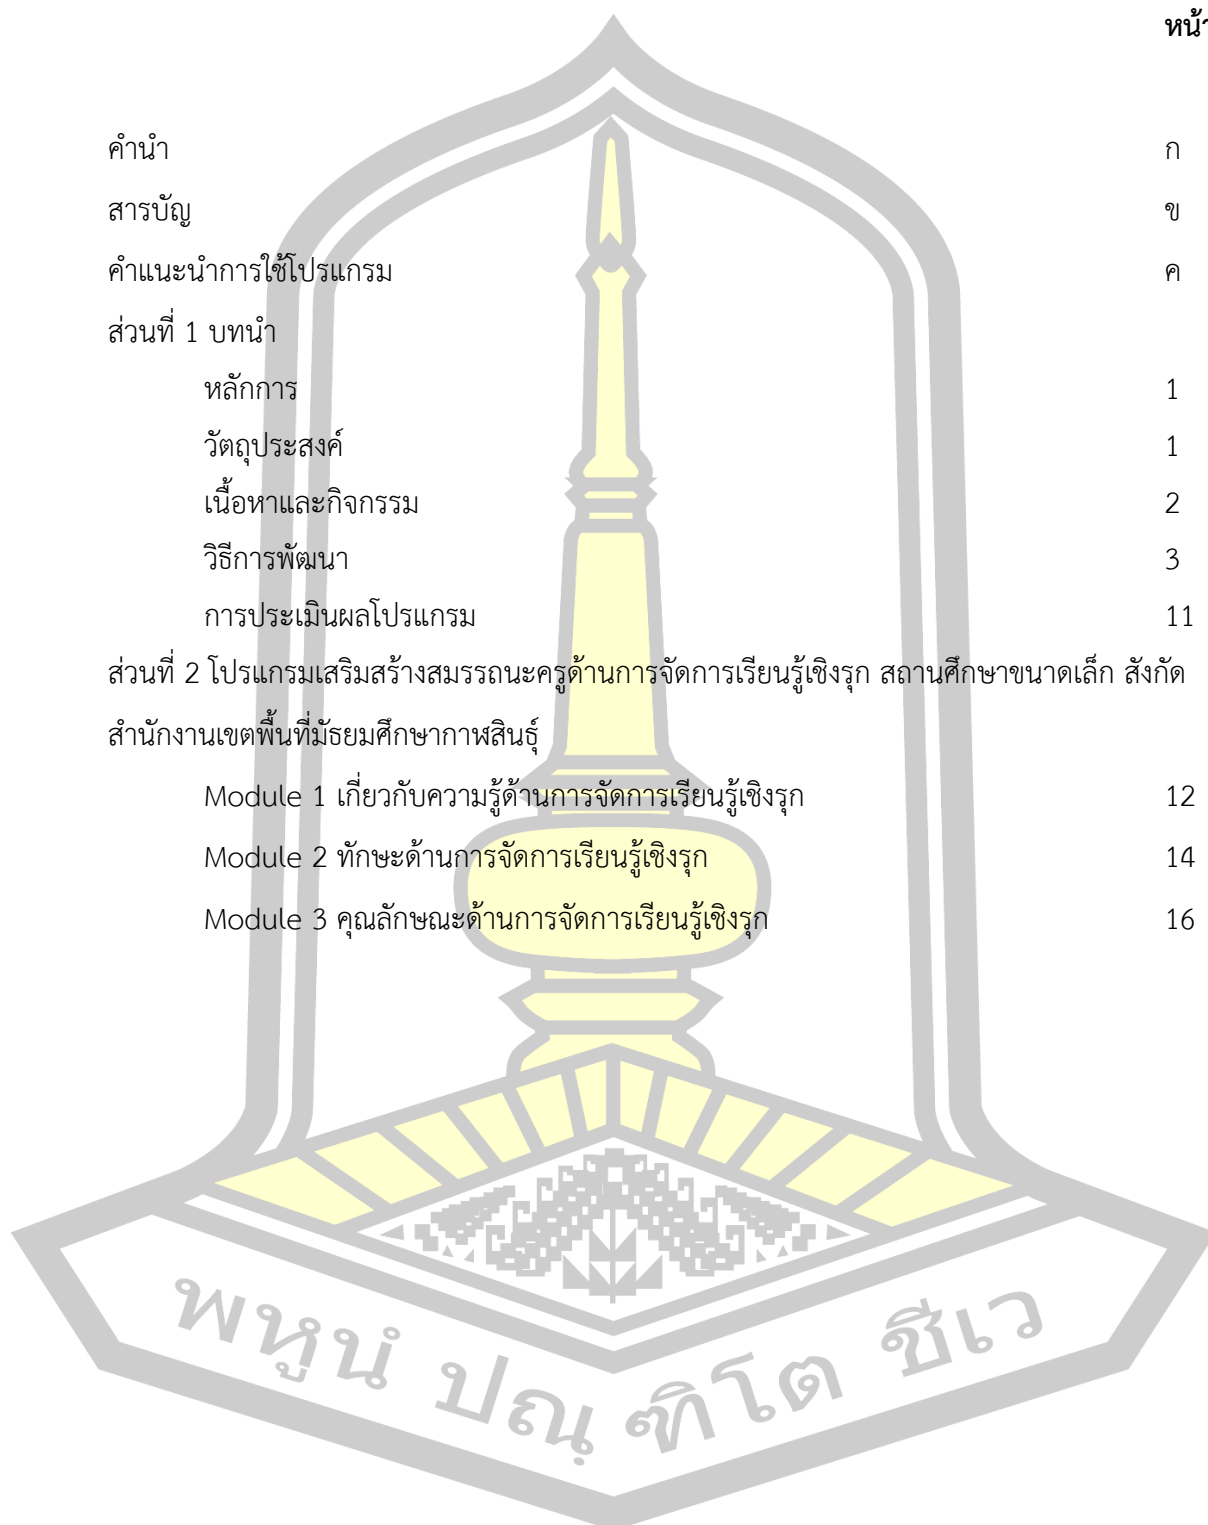 หน้า
คำนำ ก
สารบัญ ข
คำแนะนำการใช้โปรแกรม ค
ส่วนที่ 1 บทนำ
หลักการ 1
วัตถุประสงค์ 1
เนื้อหาและกิจกรรม 2
วิธีการพัฒนา 3
การประเมินผลโปรแกรม 11
ส่วนที่ 2 โปรแกรมเสริมสร้างสมรรถนะครูด้านการจัดการเรียนรู้เชิงรุก สถานศึกษาขนาดเล็ก สังกัด
สำนักงานเขตพื้นที่มัธยมศึกษากาฬสินธุ์
Module 1 เกี่ยวกับความรู้ด้านการจัดการเรียนรู้เชิงรุก 12
Module 2 ทักษะด้านการจัดการเรียนรู้เชิงรุก 14
Module 3 คุณลักษณะด้านการจัดการเรียนรู้เชิงรุก 16
พหูนํ ปณฺฑิโต ชีเว